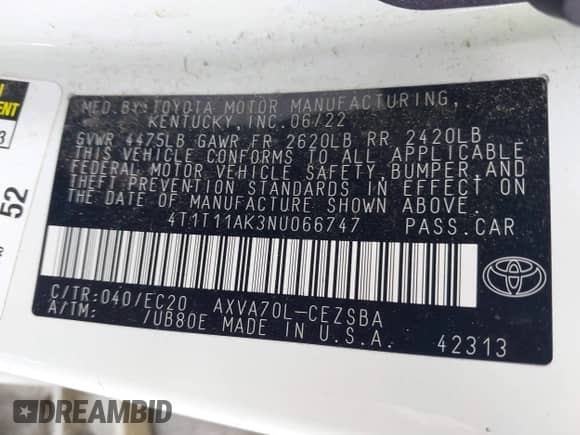 MFD.BY:TOYOTA MOTOR MANUFACTURING,
KENTUCKY, INC. 06/22
GVWR 4475LB GAWR FR 2620LB RR 2420LB
THIS VEHICLE CONFORMS TO ALL APPLICABLE
FEDERAL MOTOR VEHICLE SAFETY,BUMPER,AND
THEFT PREVENTION STANDARDS IN EFFECT ON
THE DATE OF MANUFACTURE SHOWN ABOVE.
4T1T11AK3NU066747 PASS.CAR
C/TR:040/EC20 AXVA70L-CEZSBA
A/TM: /UB80E MADE IN U.S.A.
42313
52
DREAMBID